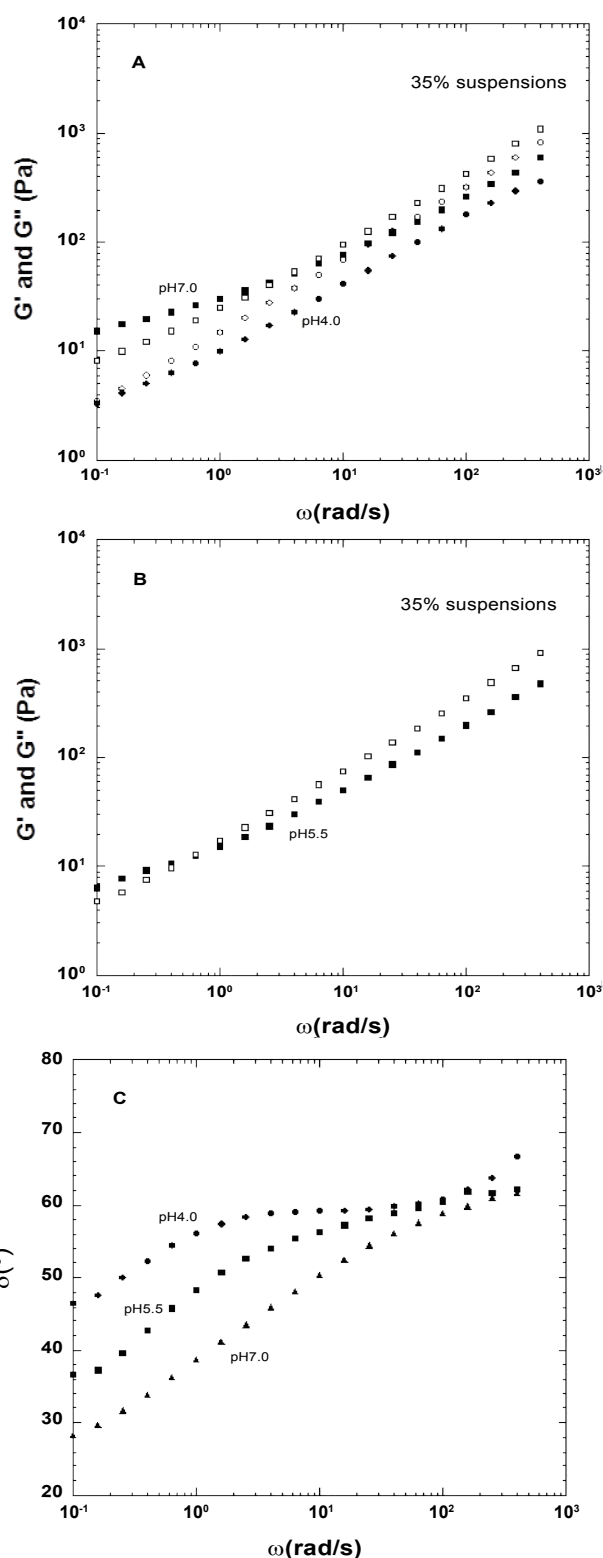 10⁴
A
35% suspensions
10³
G' and G" (Pa)
10²
pH7.0
pH4.0
10¹
10⁰
10⁻¹ 10⁰ 10¹ 10² 10³
ω(rad/s)
10⁴
B
35% suspensions
10³
G' and G" (Pa)
10²
pH5.5
10¹
10⁰
10⁻¹ 10⁰ 10¹ 10² 10³
ω(rad/s)
80
C
70
60
pH4.0
50
pH5.5
40
pH7.0
30
20
10⁻¹ 10⁰ 10¹ 10² 10³
ω(rad/s)